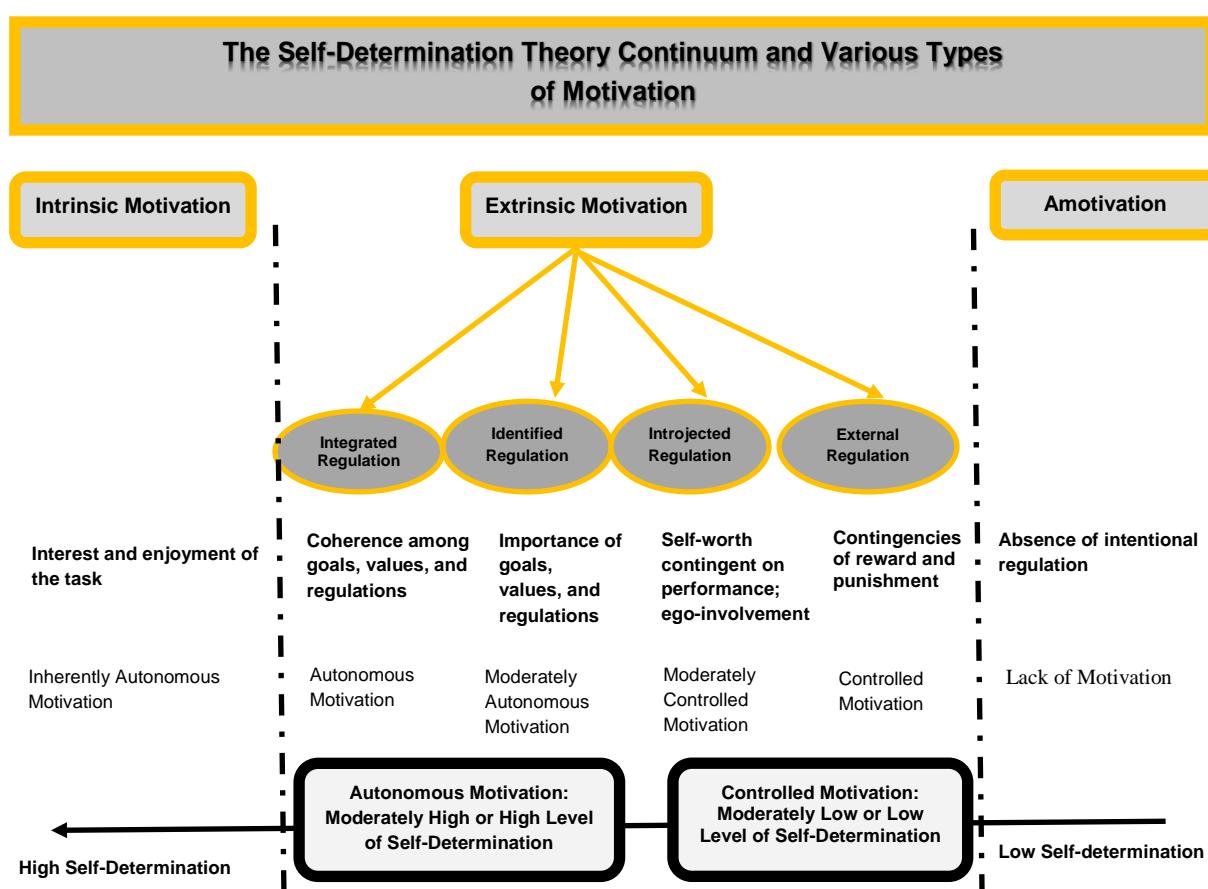 The Self-Determination Theory Continuum and Various Types
of Motivation
Intrinsic Motivation
Extrinsic Motivation
Amotivation
Integrated
Regulation
Identified
Regulation
Introjected
Regulation
External
Regulation
Interest and enjoyment of
the task
Coherence among
goals, values, and
regulations
Importance of
goals,
values, and
regulations
Self-worth
contingent on
performance;
ego-involvement
Contingencies
of reward and
punishment
Absence of intentional
regulation
Inherently Autonomous
Motivation
Autonomous
Motivation
Moderately
Autonomous
Motivation
Moderately
Controlled
Motivation
Controlled
Motivation
Lack of Motivation
Autonomous Motivation:
Moderately High or High Level
of Self-Determination
Controlled Motivation:
Moderately Low or Low
Level of Self-Determination
High Self-Determination
Low Self-determination